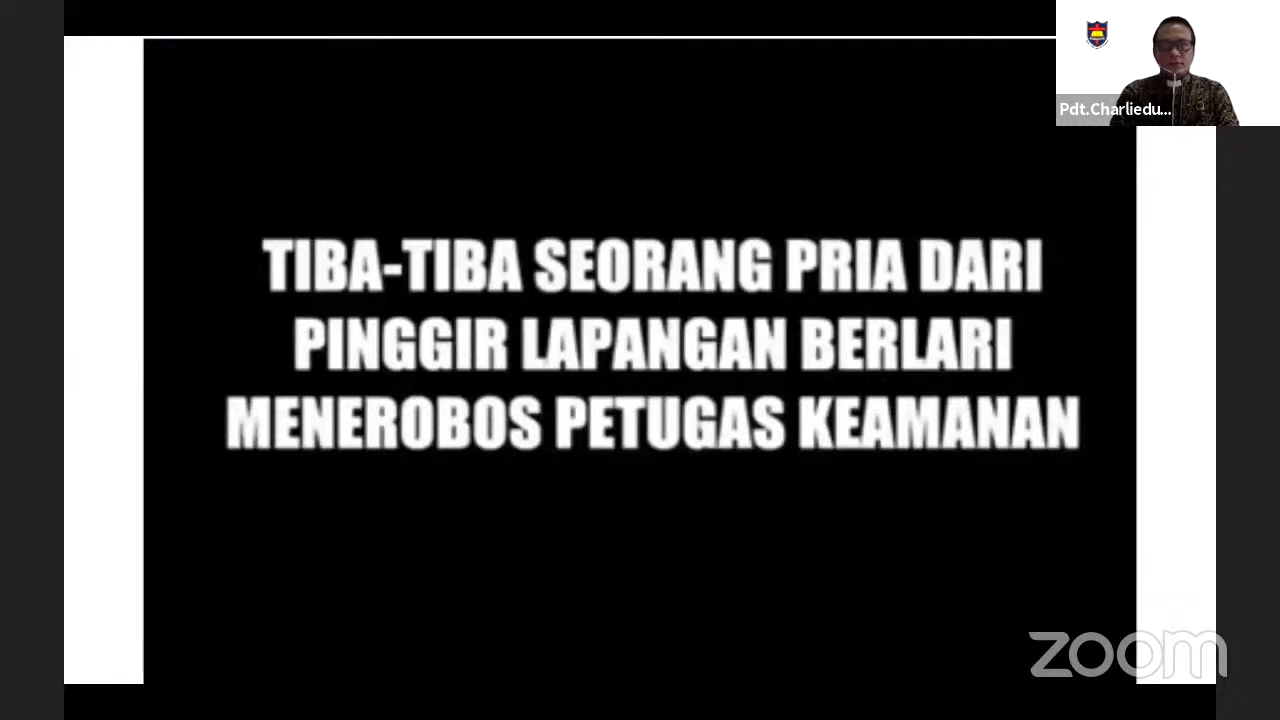 Pdt.Charliedu...
TIBA-TIBA SEORANG PRIA DARI
PINGGIR LAPANGAN BERLARI
MENEROBOS PETUGAS KEAMANAN
zoom